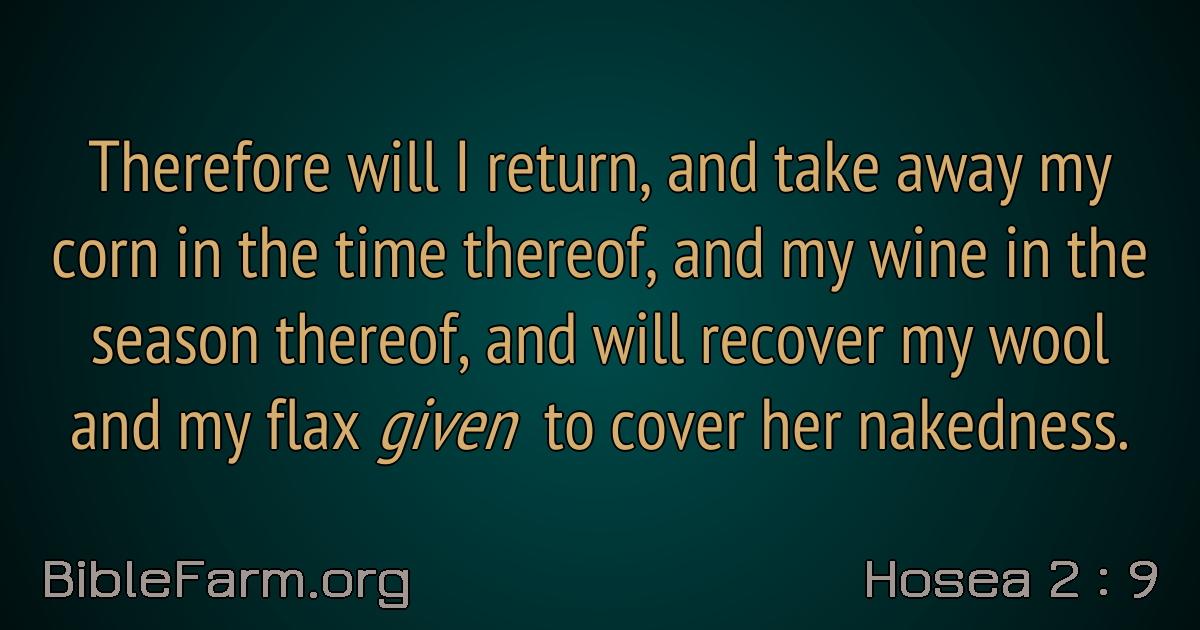 Therefore will I return, and take away my
corn in the time thereof, and my wine in the
season thereof, and will recover my wool
and my flax given to cover her nakedness.
BibleFarm.org
Hosea 2 : 9